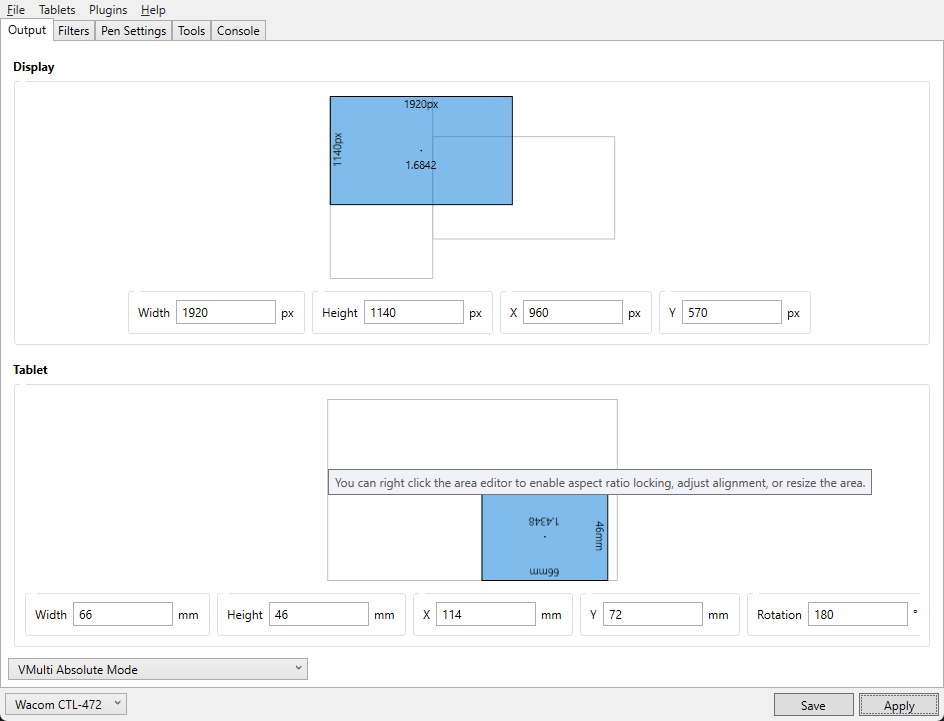 File Tablets Plugins Help
Output Filters Pen Settings Tools Console
Display
1920px
1140px
1.6842
Width 1920 px Height 1140 px X 960 px Y 570 px
Tablet
You can right click the area editor to enable aspect ratio locking, adjust alignment, or resize the area.
1.4348
46mm
66mm
Width 66 mm Height 46 mm X 114 mm Y 72 mm Rotation 180 °
VMulti Absolute Mode
Wacom CTL-472 Save Apply